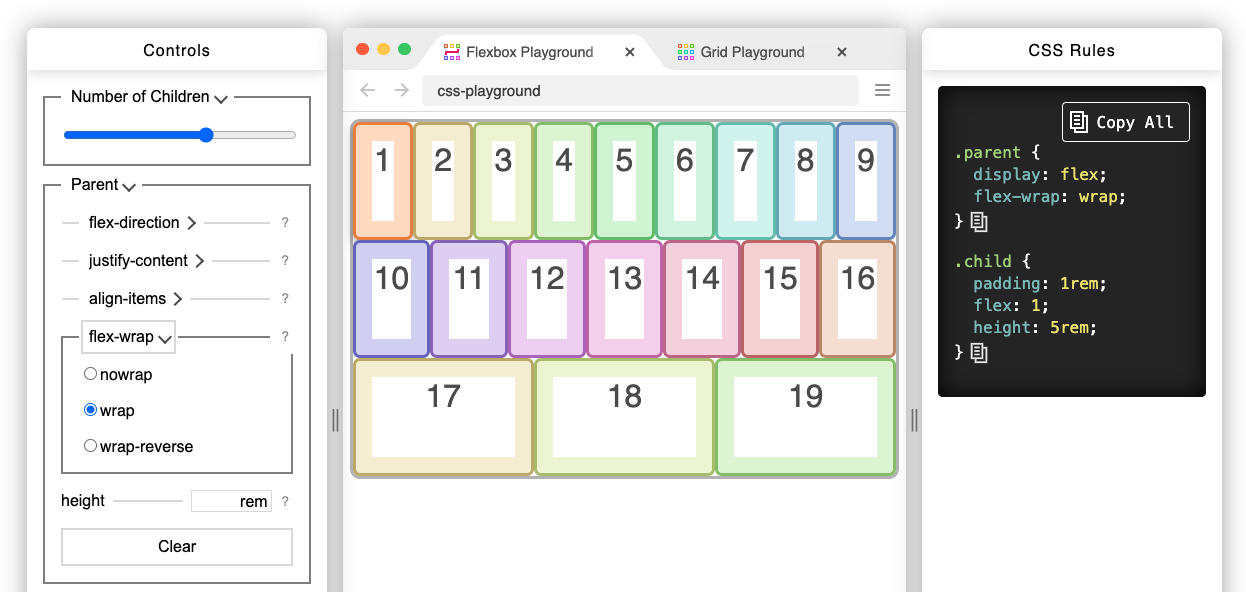 Controls
Number of Children
Parent
flex-direction ?
justify-content ?
align-items ?
flex-wrap ?
nowrap
wrap
wrap-reverse
height rem ?
Clear
Flexbox Playground
Grid Playground
css-playground
1 2 3 4 5 6 7 8 9
10 11 12 13 14 15 16
17 18 19
CSS Rules
Copy All
.parent {
display: flex;
flex-wrap: wrap;
}
.child {
padding: 1rem;
flex: 1;
height: 5rem;
}